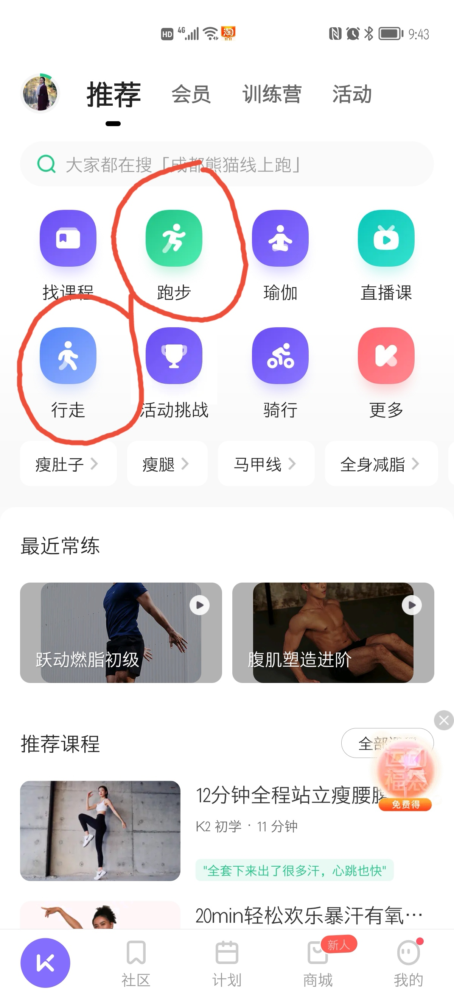 HD 4G 淘 11.11 9:43
推荐 会员 训练营 活动
大家都在搜「成都熊猫线上跑」
找课程 跑步 瑜伽 直播课
行走 活动挑战 骑行 更多
瘦肚子 瘦腿 马甲线 全身减脂
最近常练
跃动燃脂初级 腹肌塑造进阶
推荐课程 全部
运动
福袋
免费得
12分钟全程站立瘦腰
K2 初学 · 11 分钟
"全套下来出了很多汗，心跳也快"
20min轻松欢乐暴汗有氧…
新人
社区 计划 商城 我的